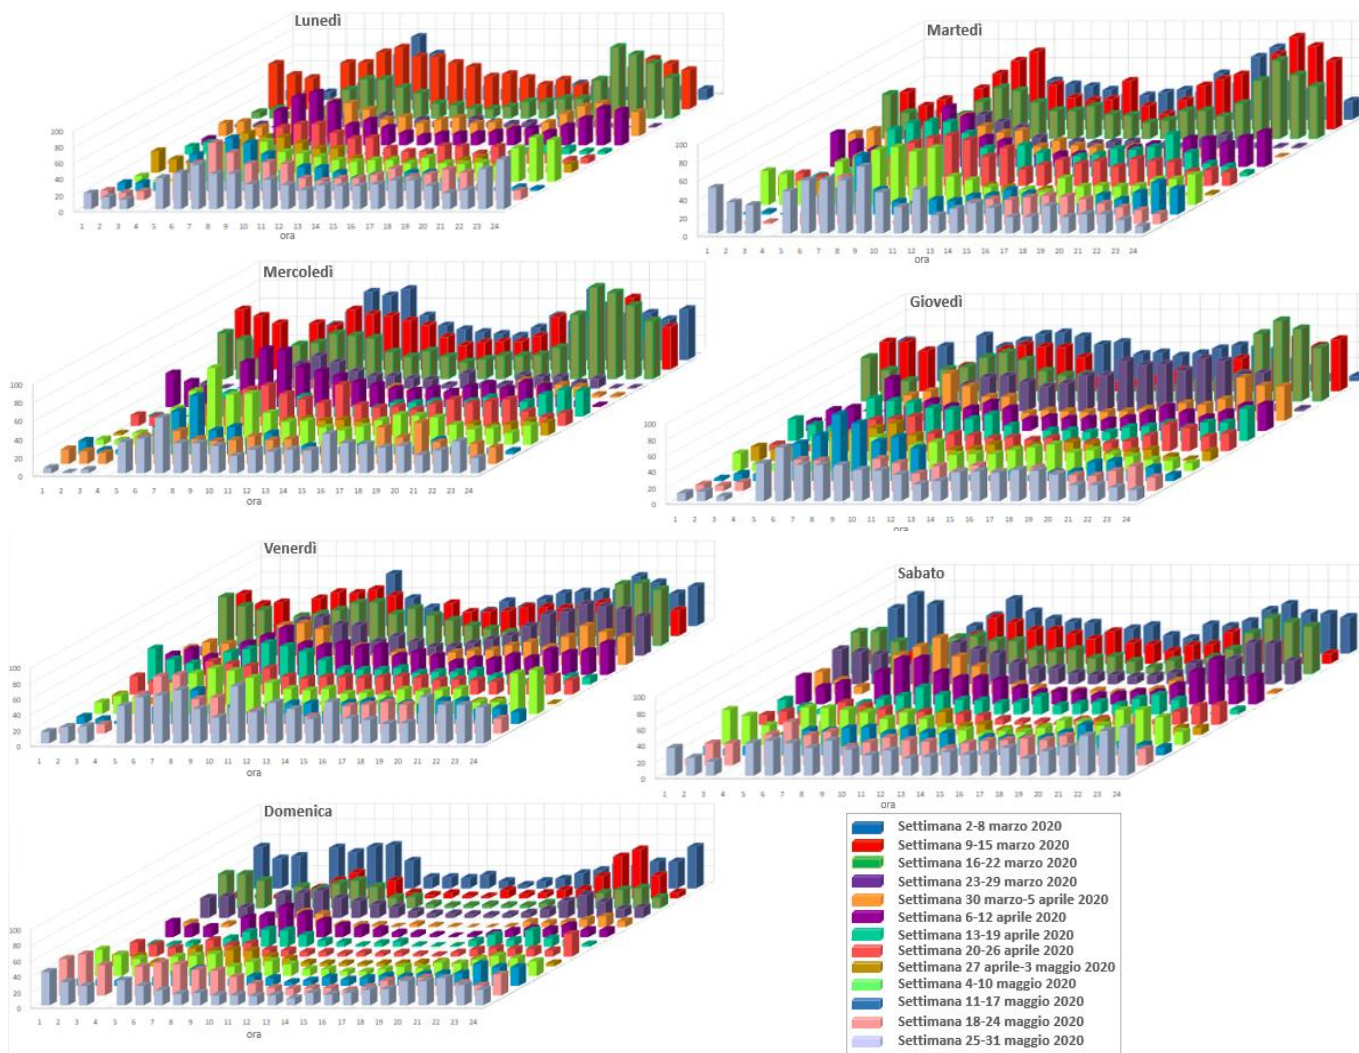 Lunedì
100
80
60
40
20
0
1 2 3 4 5 6 7 8 9 10 11 12 13 14 15 16 17 18 19 20 21 22 23 24
ora
Martedì
100
80
60
40
20
0
1 2 3 4 5 6 7 8 9 10 11 12 13 14 15 16 17 18 19 20 21 22 23 24
ora
Mercoledì
100
80
60
40
20
0
1 2 3 4 5 6 7 8 9 10 11 12 13 14 15 16 17 18 19 20 21 22 23 24
ora
Giovedì
100
80
60
40
20
0
1 2 3 4 5 6 7 8 9 10 11 12 13 14 15 16 17 18 19 20 21 22 23 24
ora
Venerdì
100
80
60
40
20
0
1 2 3 4 5 6 7 8 9 10 11 12 13 14 15 16 17 18 19 20 21 22 23 24
ora
Sabato
100
80
60
40
20
0
1 2 3 4 5 6 7 8 9 10 11 12 13 14 15 16 17 18 19 20 21 22 23 24
ora
Domenica
100
80
60
40
20
0
1 2 3 4 5 6 7 8 9 10 11 12 13 14 15 16 17 18 19 20 21 22 23 24
ora
Settimana 2-8 marzo 2020
Settimana 9-15 marzo 2020
Settimana 16-22 marzo 2020
Settimana 23-29 marzo 2020
Settimana 30 marzo-5 aprile 2020
Settimana 6-12 aprile 2020
Settimana 13-19 aprile 2020
Settimana 20-26 aprile 2020
Settimana 27 aprile-3 maggio 2020
Settimana 4-10 maggio 2020
Settimana 11-17 maggio 2020
Settimana 18-24 maggio 2020
Settimana 25-31 maggio 2020